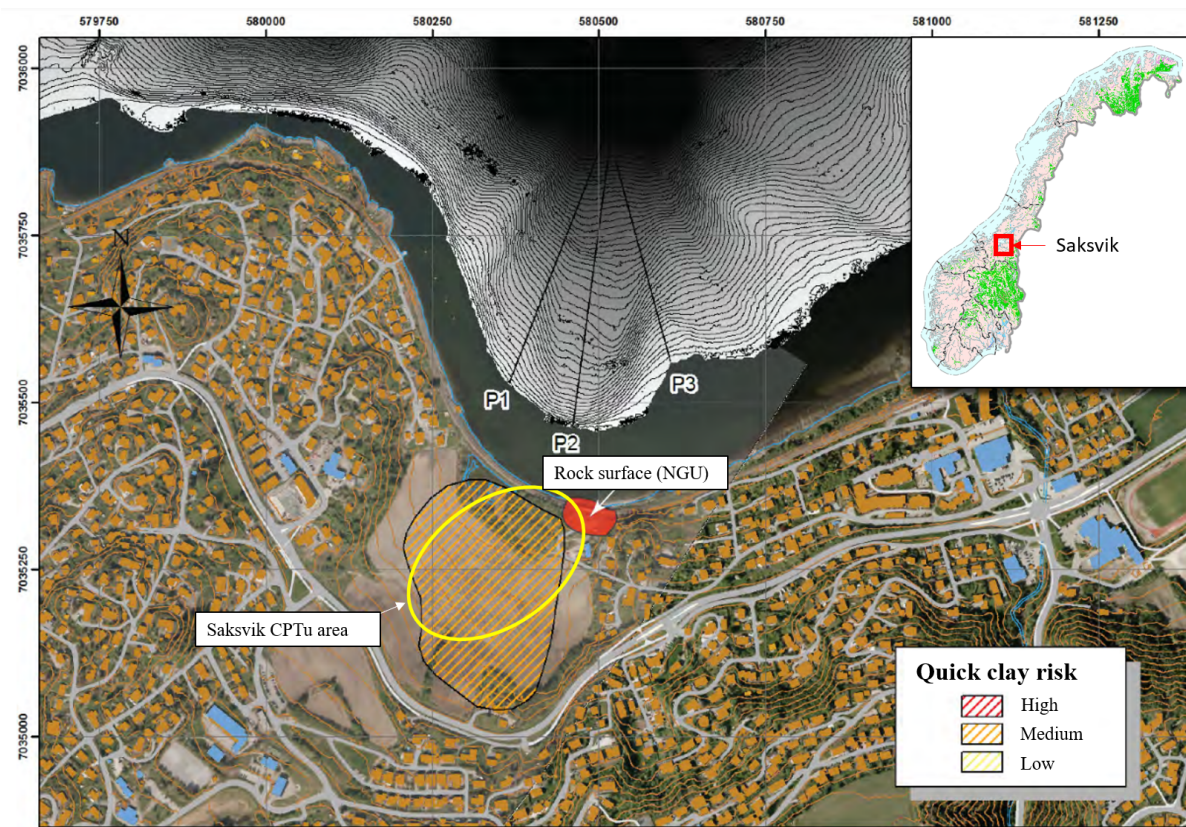 579750 580000 580250 580500 580750 581000 581250
7036000
7035750
7035500
7035250
7035000
N
Saksvik
P1
P2
P3
Rock surface (NGU)
Saksvik CPTu area
Quick clay risk
High
Medium
Low